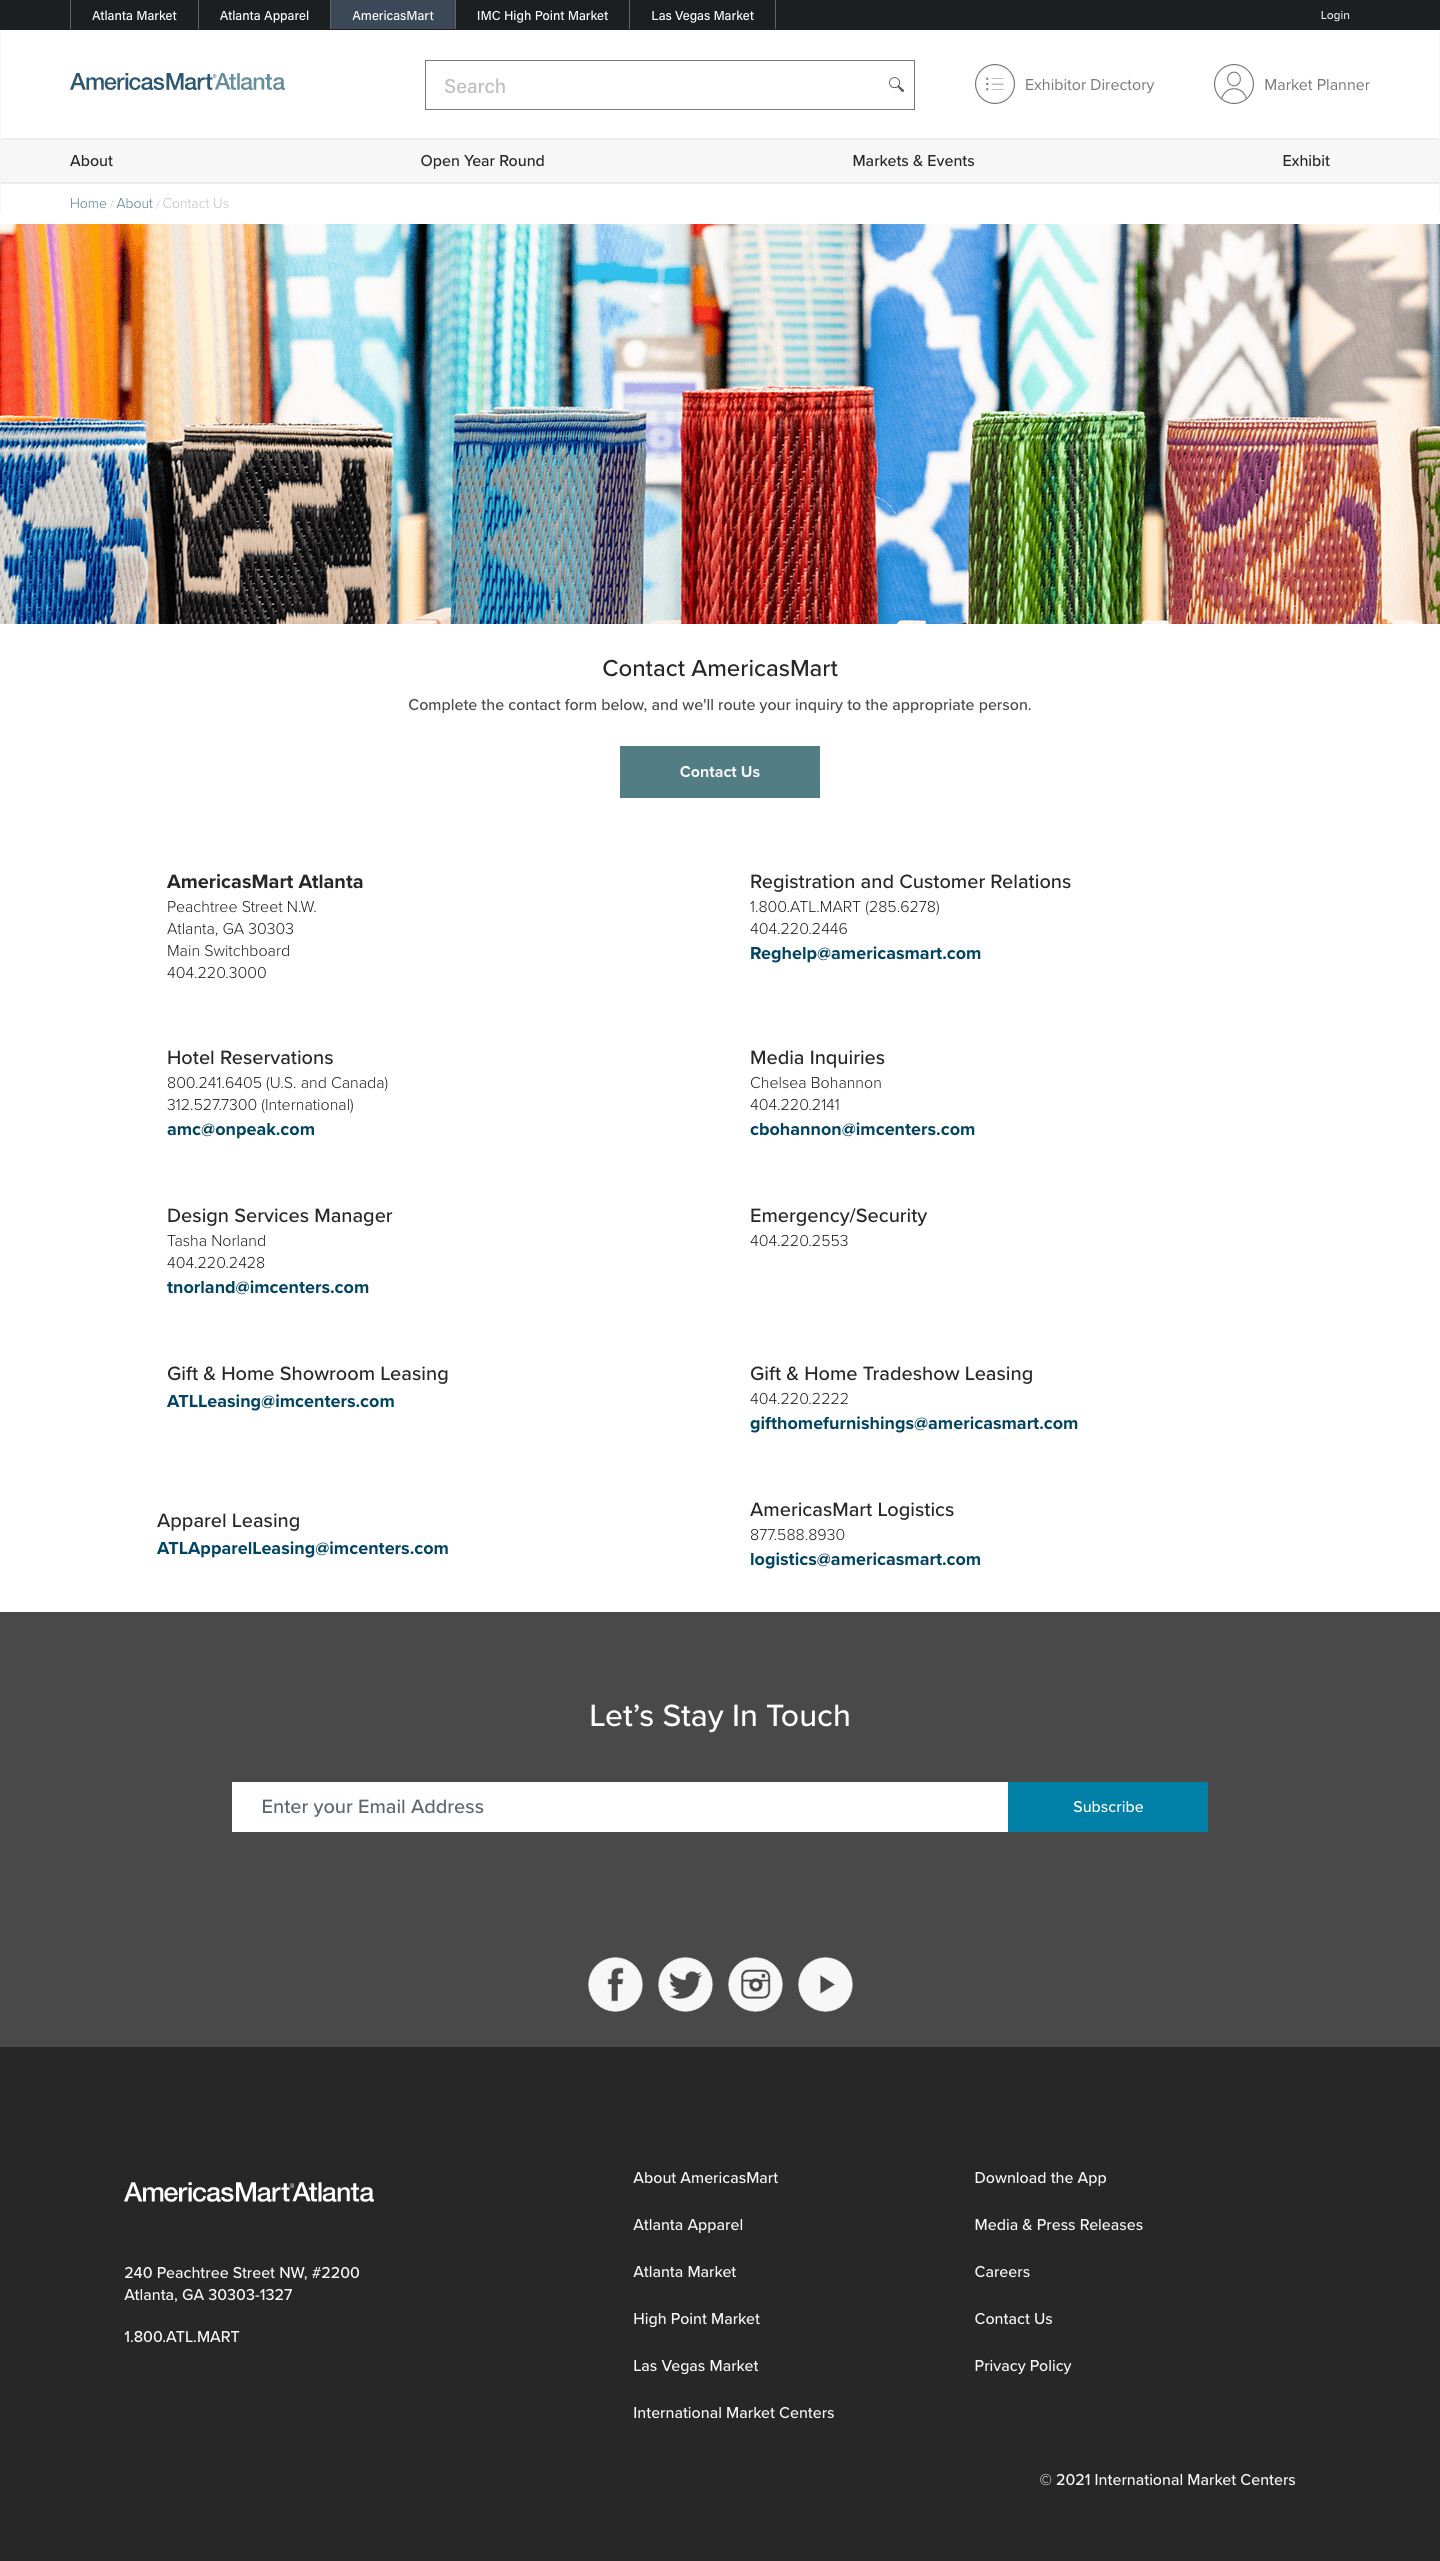 Atlanta Market
Atlanta Apparel
AmericasMart
IMC High Point Market
Las Vegas Market
Login
AmericasMart®Atlanta
Search
Exhibitor Directory
Market Planner
About
Open Year Round
Markets & Events
Exhibit
Home / About / Contact Us
Contact AmericasMart
Complete the contact form below, and we'll route your inquiry to the appropriate person.
Contact Us
AmericasMart Atlanta
Peachtree Street N.W.
Atlanta, GA 30303
Main Switchboard
404.220.3000
Registration and Customer Relations
1.800.ATL.MART (285.6278)
404.220.2446
Reghelp@americasmart.com
Hotel Reservations
800.241.6405 (U.S. and Canada)
312.527.7300 (International)
amc@onpeak.com
Media Inquiries
Chelsea Bohannon
404.220.2141
cbohannon@imcenters.com
Design Services Manager
Tasha Norland
404.220.2428
tnorland@imcenters.com
Emergency/Security
404.220.2553
Gift & Home Showroom Leasing
ATLLeasing@imcenters.com
Gift & Home Tradeshow Leasing
404.220.2222
gifthomefurnishings@americasmart.com
Apparel Leasing
ATLApparelLeasing@imcenters.com
AmericasMart Logistics
877.588.8930
logistics@americasmart.com
Let’s Stay In Touch
Enter your Email Address
Subscribe
AmericasMart®Atlanta
240 Peachtree Street NW, #2200
Atlanta, GA 30303-1327
1.800.ATL.MART
About AmericasMart
Atlanta Apparel
Atlanta Market
High Point Market
Las Vegas Market
International Market Centers
Download the App
Media & Press Releases
Careers
Contact Us
Privacy Policy
© 2021 International Market Centers